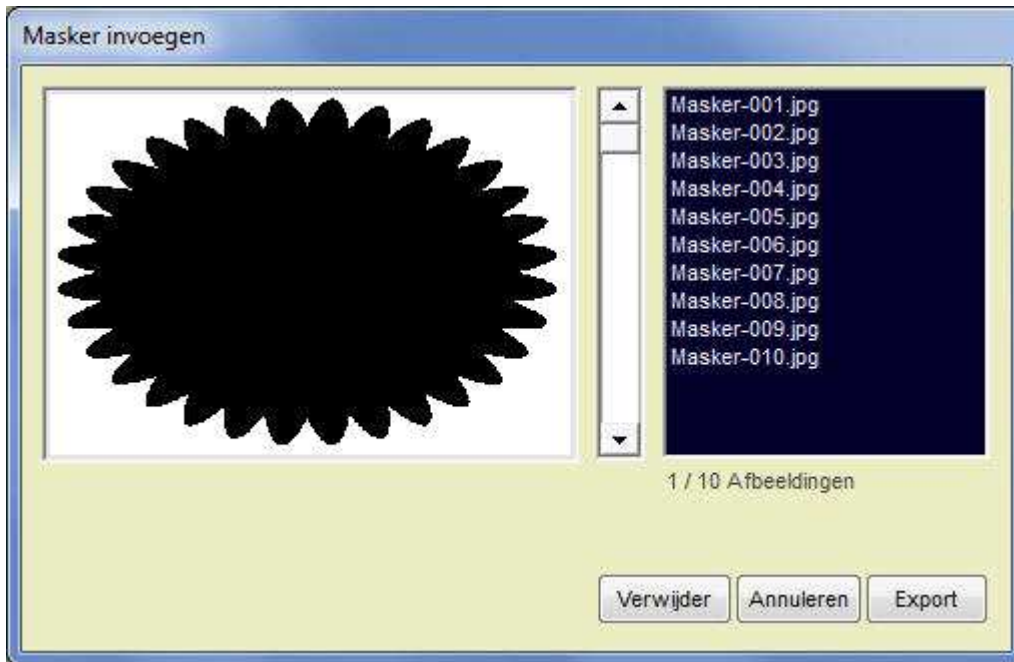 Masker invoegen
Masker-001.jpg
Masker-002.jpg
Masker-003.jpg
Masker-004.jpg
Masker-005.jpg
Masker-006.jpg
Masker-007.jpg
Masker-008.jpg
Masker-009.jpg
Masker-010.jpg
1 / 10 Afbeeldingen
Verwijder
Annuleren
Export